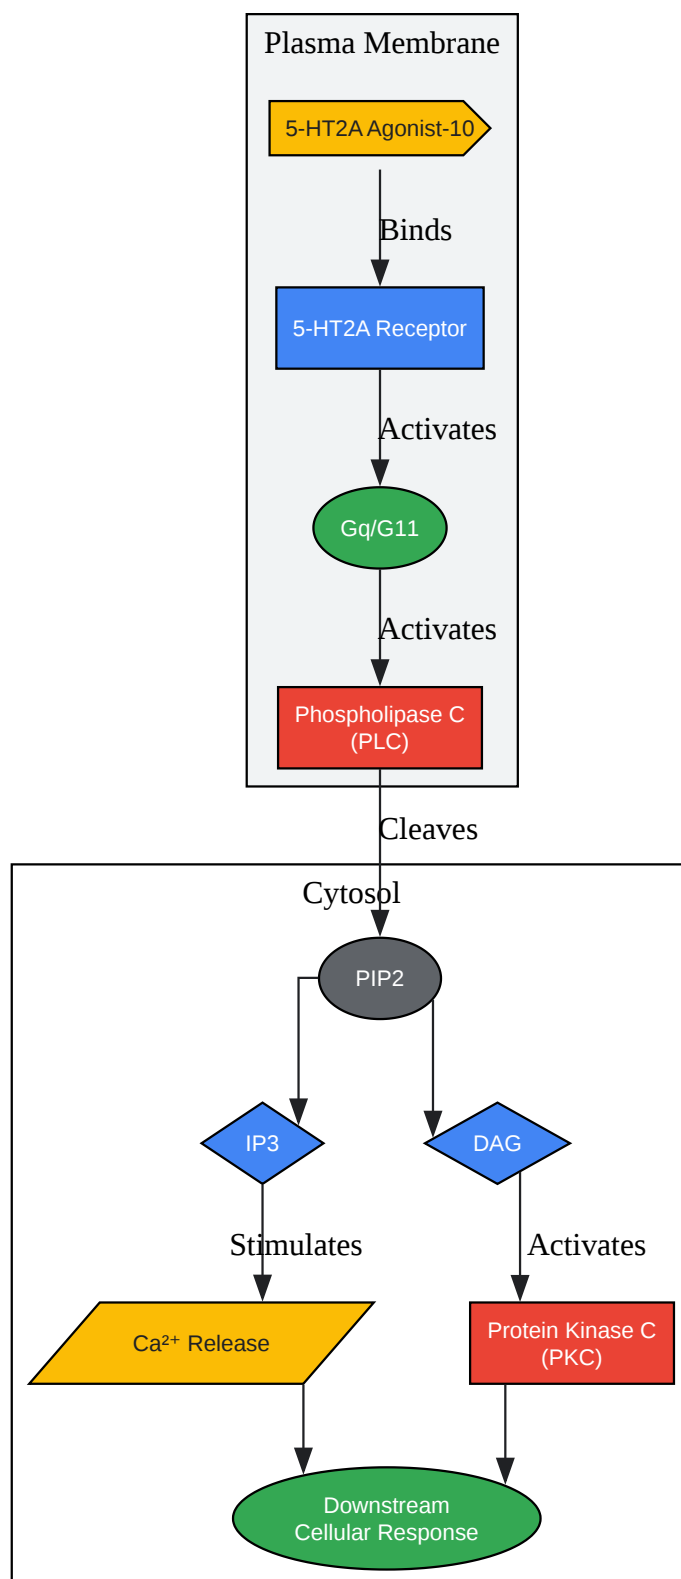 Plasma Membrane
5-HT2A Agonist-10
Binds
5-HT2A Receptor
Activates
Gq/G11
Activates
Phospholipase C
(PLC)
Cleaves
Cytosol
PIP2
IP3
DAG
Stimulates
Activates
Ca²⁺ Release
Protein Kinase C
(PKC)
Downstream
Cellular Response